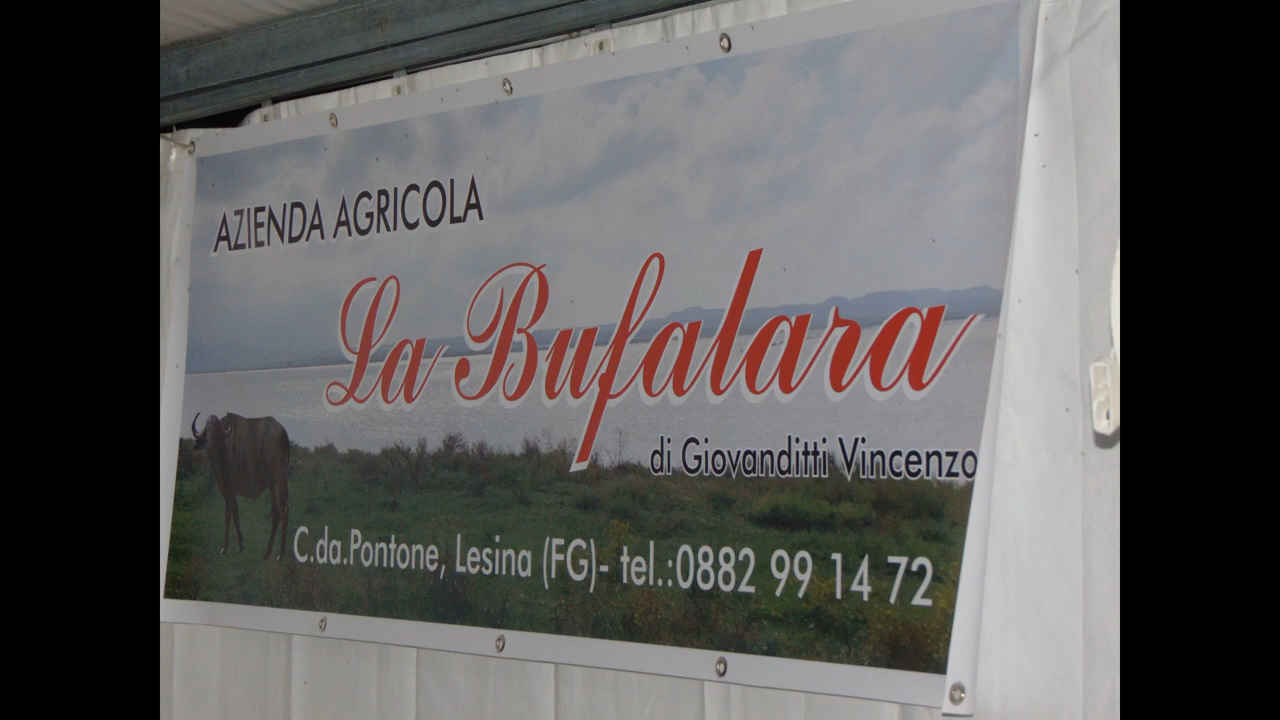 AZIENDA AGRICOLA
La Bufalara
di Giovanditti Vincenzo
C.da.Pontone, Lesina (FG)- tel.:0882 99 14 72